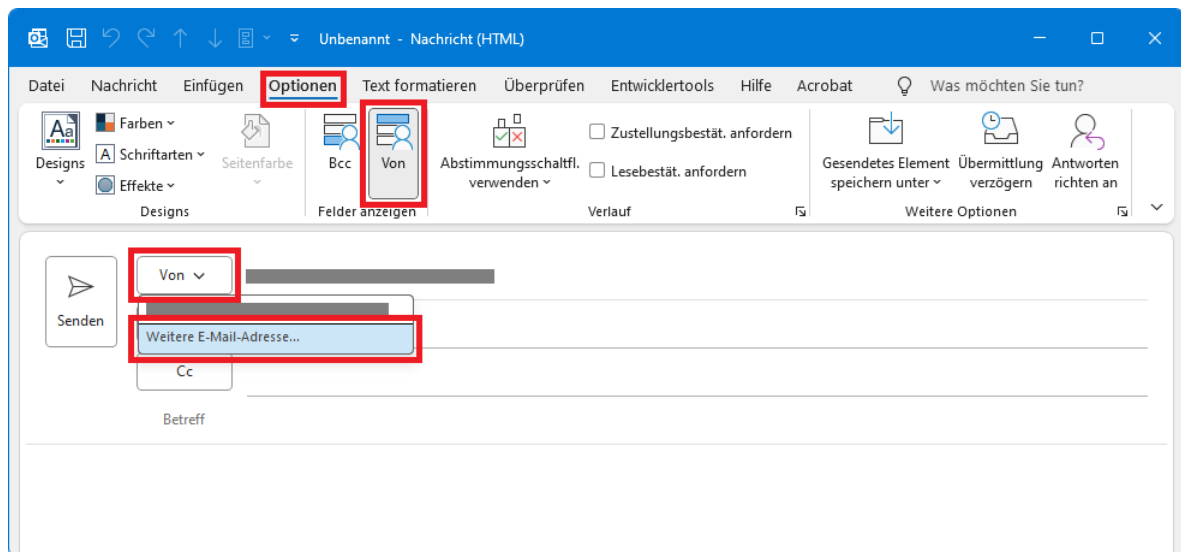 Unbenannt - Nachricht (HTML)
Datei Nachricht Einfügen Optionen Text formatieren Überprüfen Entwicklertools Hilfe Acrobat Was möchten Sie tun?
Aa
Designs
Farben
A Schriftarten
Effekte
Seitenfarbe
Designs
Bcc
Von
Felder anzeigen
Abstimmungsschaltfl.
verwenden
Zustellungsbestät. anfordern
Lesebestät. anfordern
Verlauf
Gesendetes Element
speichern unter
Übermittlung
verzögern
Antworten
richten an
Weitere Optionen
Senden
Von
Weitere E-Mail-Adresse...
Cc
Betreff